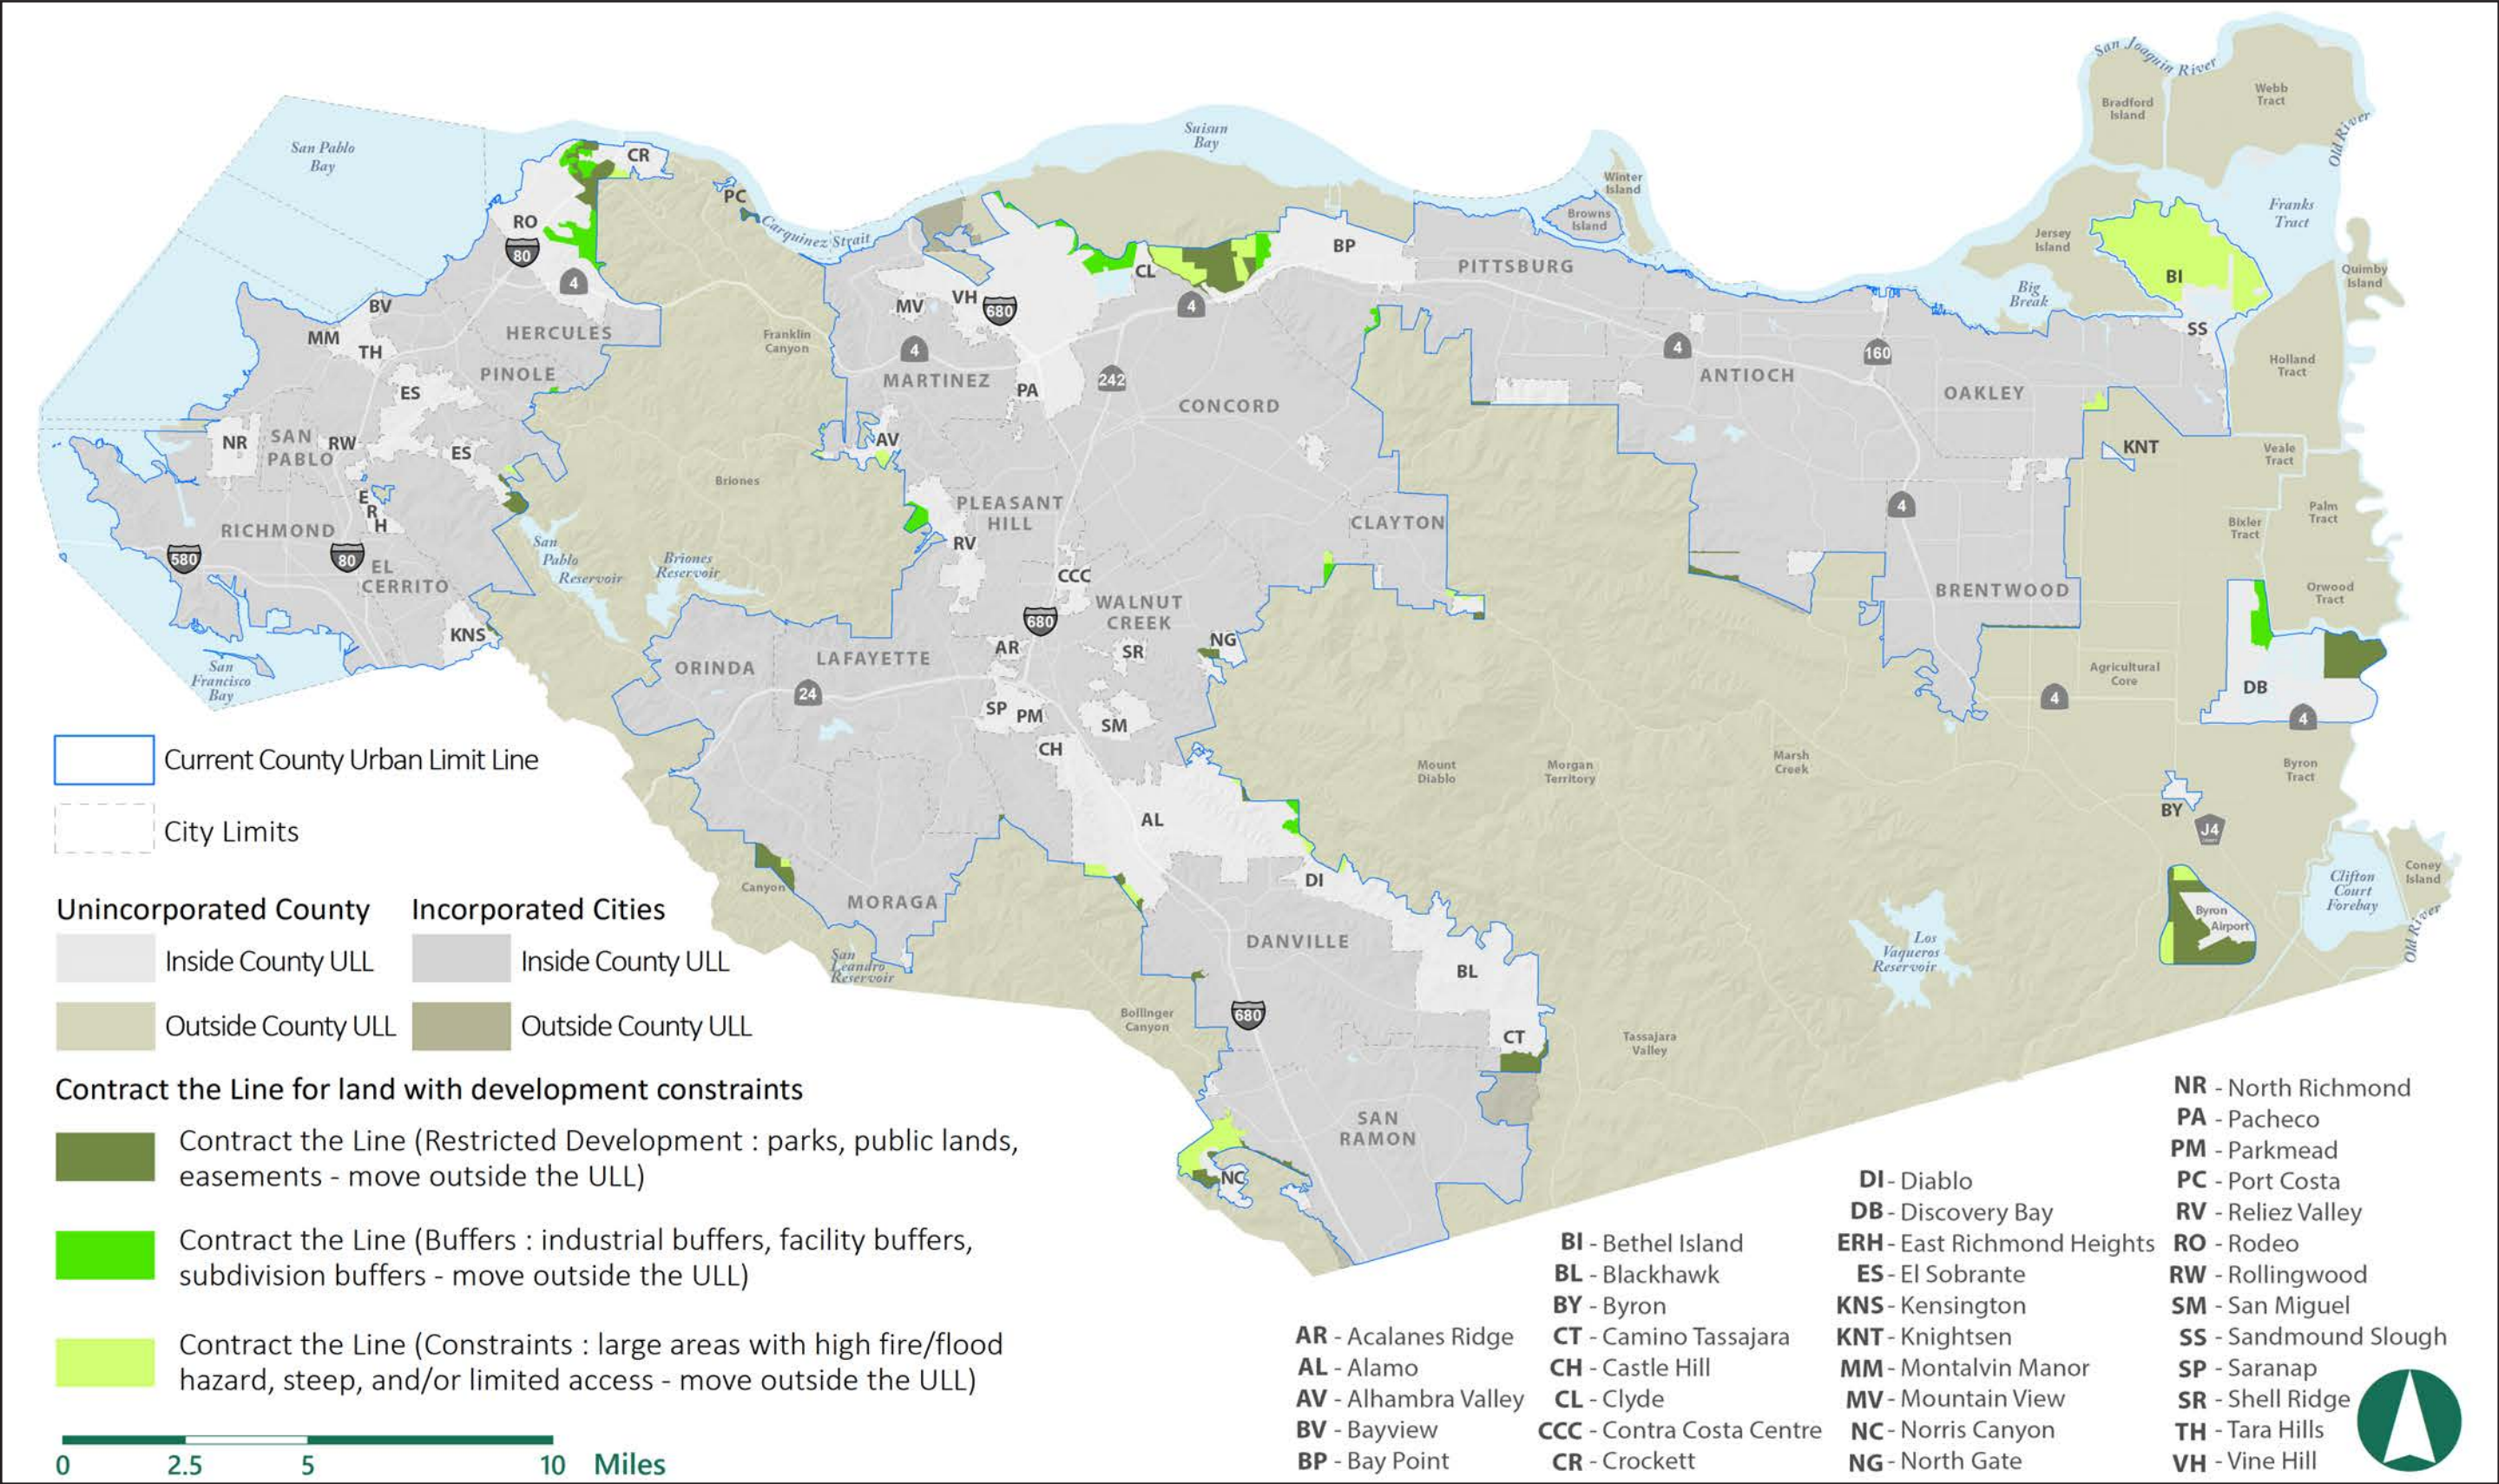 San Joaquin River
Webb
Tract
Bradford
Island
Old River
Suisun
Bay
San Pablo
Bay
CR
Winter
Island
PC
Franks
Tract
Browns
Island
RO
80
Carquinez Strait
Jersey
Island
BP
CL
PITTSBURG
Quimby
Island
BI
4
MV
VH
680
4
Big
Break
BV
HERCULES
MM
TH
Franklin
Canyon
SS
4
4
160
Holland
Tract
PINOLE
MARTINEZ
PA
242
ANTIOCH
ES
OAKLEY
CONCORD
NR
SAN
PABLO
RW
ES
AV
KNT
Veale
Tract
Briones
E
R
H
PLEASANT
HILL
4
Palm
Tract
RICHMOND
CLAYTON
Bixler
Tract
RV
San
Pablo
Reservoir
Briones
Reservoir
580
80
EL
CERRITO
CCC
BRENTWOOD
Orwood
Tract
WALNUT
CREEK
680
KNS
NG
AR
SR
ORINDA
LAFAYETTE
San
Francisco
Bay
24
Agricultural
Core
4
DB
4
SP
PM
SM
CH
Mount
Diablo
Morgan
Territory
Marsh
Creek
Byron
Tract
BY
J4
AL
DI
Canyon
MORAGA
Clifton
Court
Forebay
Coney
Island
Byron
Airport
Old River
DANVILLE
Los
Vaqueros
Reservoir
San
Leandro
Reservoir
BL
Bollinger
Canyon
680
CT
Tassajara
Valley
SAN
RAMON
NC
Current County Urban Limit Line
City Limits
Unincorporated County
Incorporated Cities
Inside County ULL
Inside County ULL
Outside County ULL
Outside County ULL
Contract the Line for land with development constraints
Contract the Line (Restricted Development : parks, public lands,
easements - move outside the ULL)
Contract the Line (Buffers : industrial buffers, facility buffers,
subdivision buffers - move outside the ULL)
Contract the Line (Constraints : large areas with high fire/flood
hazard, steep, and/or limited access - move outside the ULL)
0 2.5 5 10 Miles
AR - Acalanes Ridge
AL - Alamo
AV - Alhambra Valley
BV - Bayview
BP - Bay Point
BI - Bethel Island
BL - Blackhawk
BY - Byron
CT - Camino Tassajara
CH - Castle Hill
CL - Clyde
CCC - Contra Costa Centre
CR - Crockett
DI - Diablo
DB - Discovery Bay
ERH - East Richmond Heights
ES - El Sobrante
KNS - Kensington
KNT - Knightsen
MM - Montalvin Manor
MV - Mountain View
NC - Norris Canyon
NG - North Gate
NR - North Richmond
PA - Pacheco
PM - Parkmead
PC - Port Costa
RV - Reliez Valley
RO - Rodeo
RW - Rollingwood
SM - San Miguel
SS - Sandmound Slough
SP - Saranap
SR - Shell Ridge
TH - Tara Hills
VH - Vine Hill